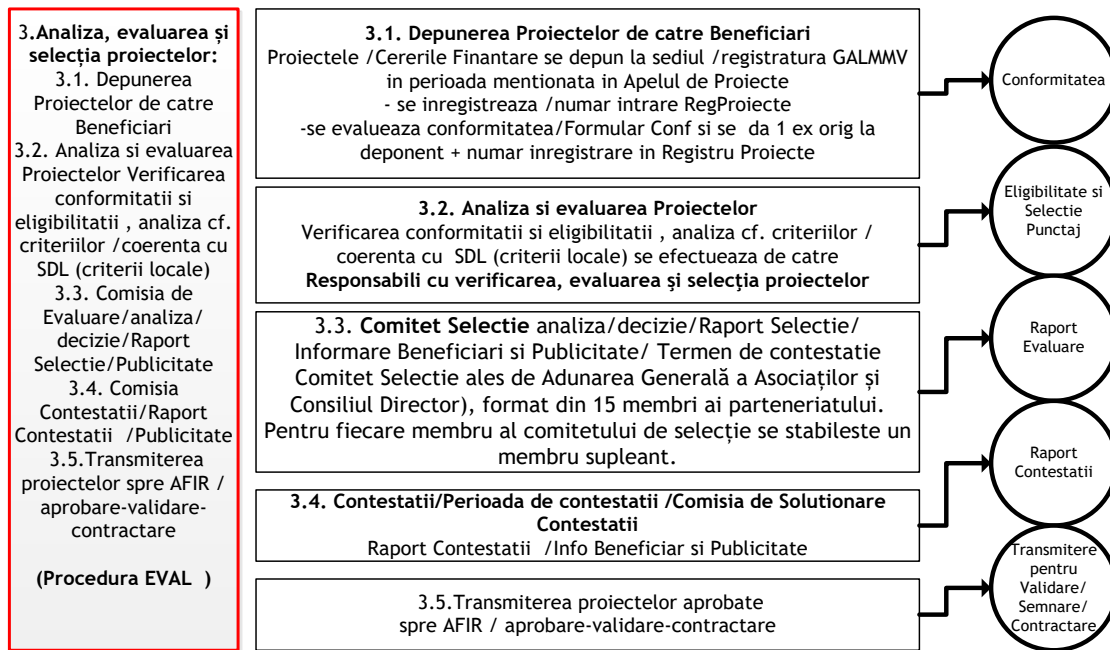 3.Analiza, evaluarea și
selecția proiectelor:
3.1. Depunerea
Proiectelor de catre
Beneficiari
3.2. Analiza si evaluarea
Proiectelor Verificarea
conformitatii si
eligibilitatii , analiza cf.
criteriilor /coerenta cu
SDL (criterii locale)
3.3. Comisia de
Evaluare/analiza/
decizie/Raport
Selectie/Publicitate
3.4. Comisia
Contestatii/Raport
Contestatii /Publicitate
3.5.Transmiterea
proiectelor spre AFIR /
aprobare-validare-
contractare
(Procedura EVAL )
3.1. Depunerea Proiectelor de catre Beneficiari
Proiectele /Cererile Finantare se depun la sediul /registratura GALMMV
in perioada mentionata in Apelul de Proiecte
- se inregistreaza /numar intrare RegProiecte
-se evalueaza conformitatea/Formular Conf si se da 1 ex orig la
deponent + numar inregistrare in Registru Proiecte
Conformitatea
3.2. Analiza si evaluarea Proiectelor
Verificarea conformitatii si eligibilitatii , analiza cf. criteriilor /
coerenta cu SDL (criterii locale) se efectueaza de catre
Responsabili cu verificarea, evaluarea şi selecția proiectelor
Eligibilitate si
Selectie
Punctaj
3.3. Comitet Selectie analiza/decizie/Raport Selectie/
Informare Beneficiari si Publicitate/ Termen de contestatie
Comitet Selectie ales de Adunarea Generală a Asociaților și
Consiliul Director), format din 15 membri ai parteneriatului.
Pentru fiecare membru al comitetului de selecție se stabileste un
membru supleant.
Raport
Evaluare
3.4. Contestatii/Perioada de contestatii /Comisia de Solutionare
Contestatii
Raport Contestatii /Info Beneficiar si Publicitate
Raport
Contestatii
3.5.Transmiterea proiectelor aprobate
spre AFIR / aprobare-validare-contractare
Transmitere
pentru
Validare/
Semnare/
Contractare